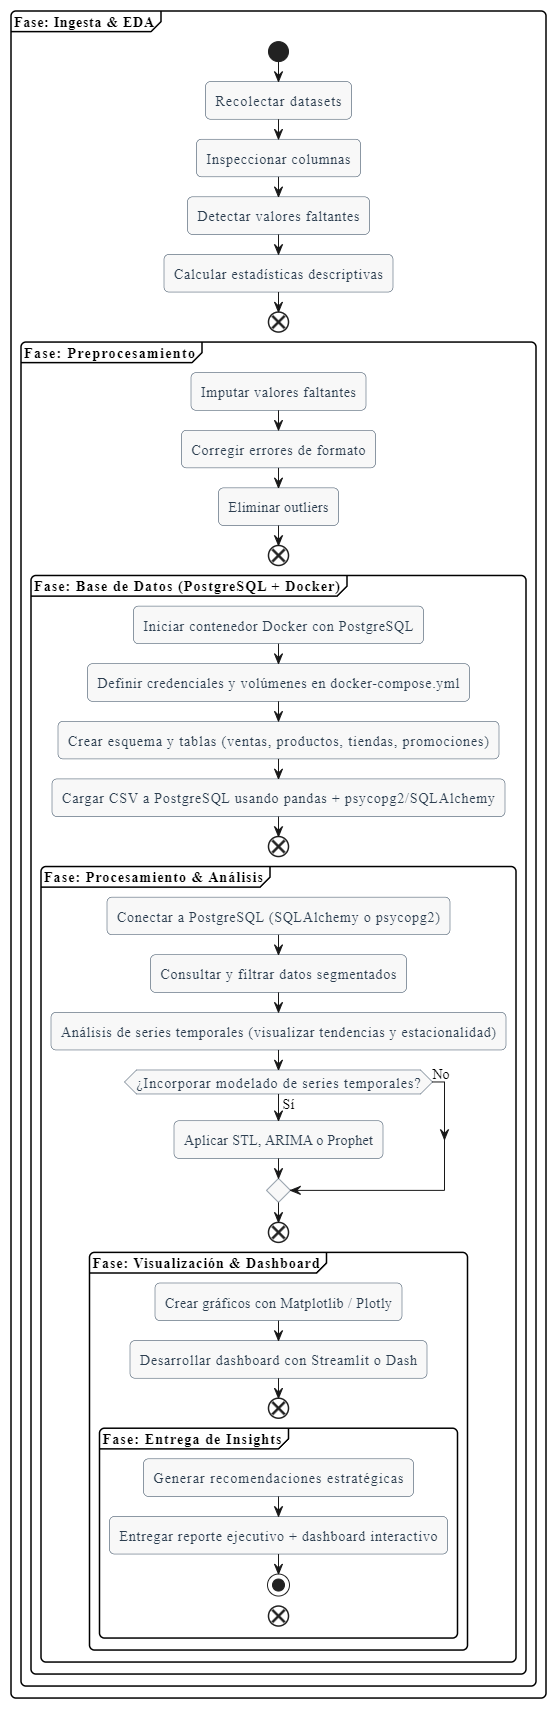 Fase: Ingesta & EDA
Recolectar datasets
Inspeccionar columnas
Detectar valores faltantes
Calcular estadísticas descriptivas
Fase: Preprocesamiento
Imputar valores faltantes
Corregir errores de formato
Eliminar outliers
Fase: Base de Datos (PostgreSQL + Docker)
Iniciar contenedor Docker con PostgreSQL
Definir credenciales y volúmenes en docker-compose.yml
Crear esquema y tablas (ventas, productos, tiendas, promociones)
Cargar CSV a PostgreSQL usando pandas + psycopg2/SQLAlchemy
Fase: Procesamiento & Análisis
Conectar a PostgreSQL (SQLAlchemy o psycopg2)
Consultar y filtrar datos segmentados
Análisis de series temporales (visualizar tendencias y estacionalidad)
¿Incorporar modelado de series temporales?
No
Sí
Aplicar STL, ARIMA o Prophet
Fase: Visualización & Dashboard
Crear gráficos con Matplotlib / Plotly
Desarrollar dashboard con Streamlit o Dash
Fase: Entrega de Insights
Generar recomendaciones estratégicas
Entregar reporte ejecutivo + dashboard interactivo